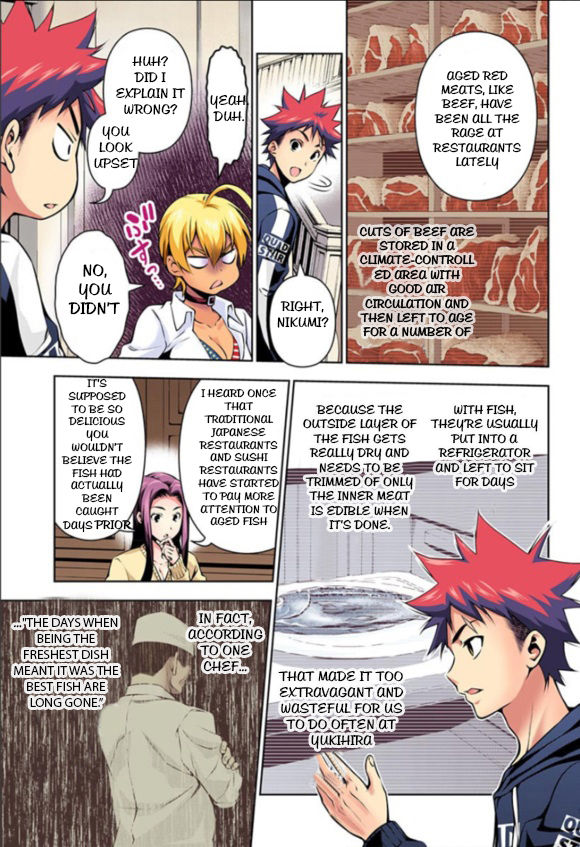 AGED RED
MEATS, LIKE
BEEF, HAVE
BEEN ALL THE
RAGE AT
RESTAURANTS
LATELY
CUTS OF BEEF ARE
STORED IN A
CLIMATE-CONTROLL
ED AREA WITH
GOOD AIR
CIRCULATION AND
THEN LEFT TO AGE
FOR A NUMBER OF
RIGHT,
NIKUMI?
YEAH,
DUH.
HUH?
DID I
EXPLAIN IT
WRONG?
YOU
LOOK
UPSET
NO,
YOU
DIDN'T
WITH FISH,
THEY'RE USUALLY
PUT INTO A
REFRIGERATOR
AND LEFT TO SIT
FOR DAYS
BECAUSE THE
OUTSIDE LAYER
OF THE FISH GETS
REALLY DRY AND
NEEDS TO BE
TRIMMED OF ONLY
THE INNER MEAT
IS EDIBLE WHEN
IT'S DONE.
THAT MADE IT TOO
EXTRAVAGANT AND
WASTEFUL FOR US
TO DO OFTEN AT
YUKIHIRA
I HEARD ONCE
THAT
TRADITIONAL
JAPANESE
RESTAURANTS
AND SUSHI
RESTAURANTS
HAVE STARTED
TO PAY MORE
ATTENTION TO
AGED FISH
IT'S
SUPPOSED
TO BE SO
DELICIOUS
YOU
WOULDN'T
BELIEVE THE
FISH HAD
ACTUALLY
BEEN
CAUGHT
DAYS PRIOR
IN FACT,
ACCORDING
TO ONE
CHEF...
..."THE DAYS WHEN
BEING THE
FRESHEST DISH
MEANT IT WAS THE
BEST FISH ARE
LONG GONE."